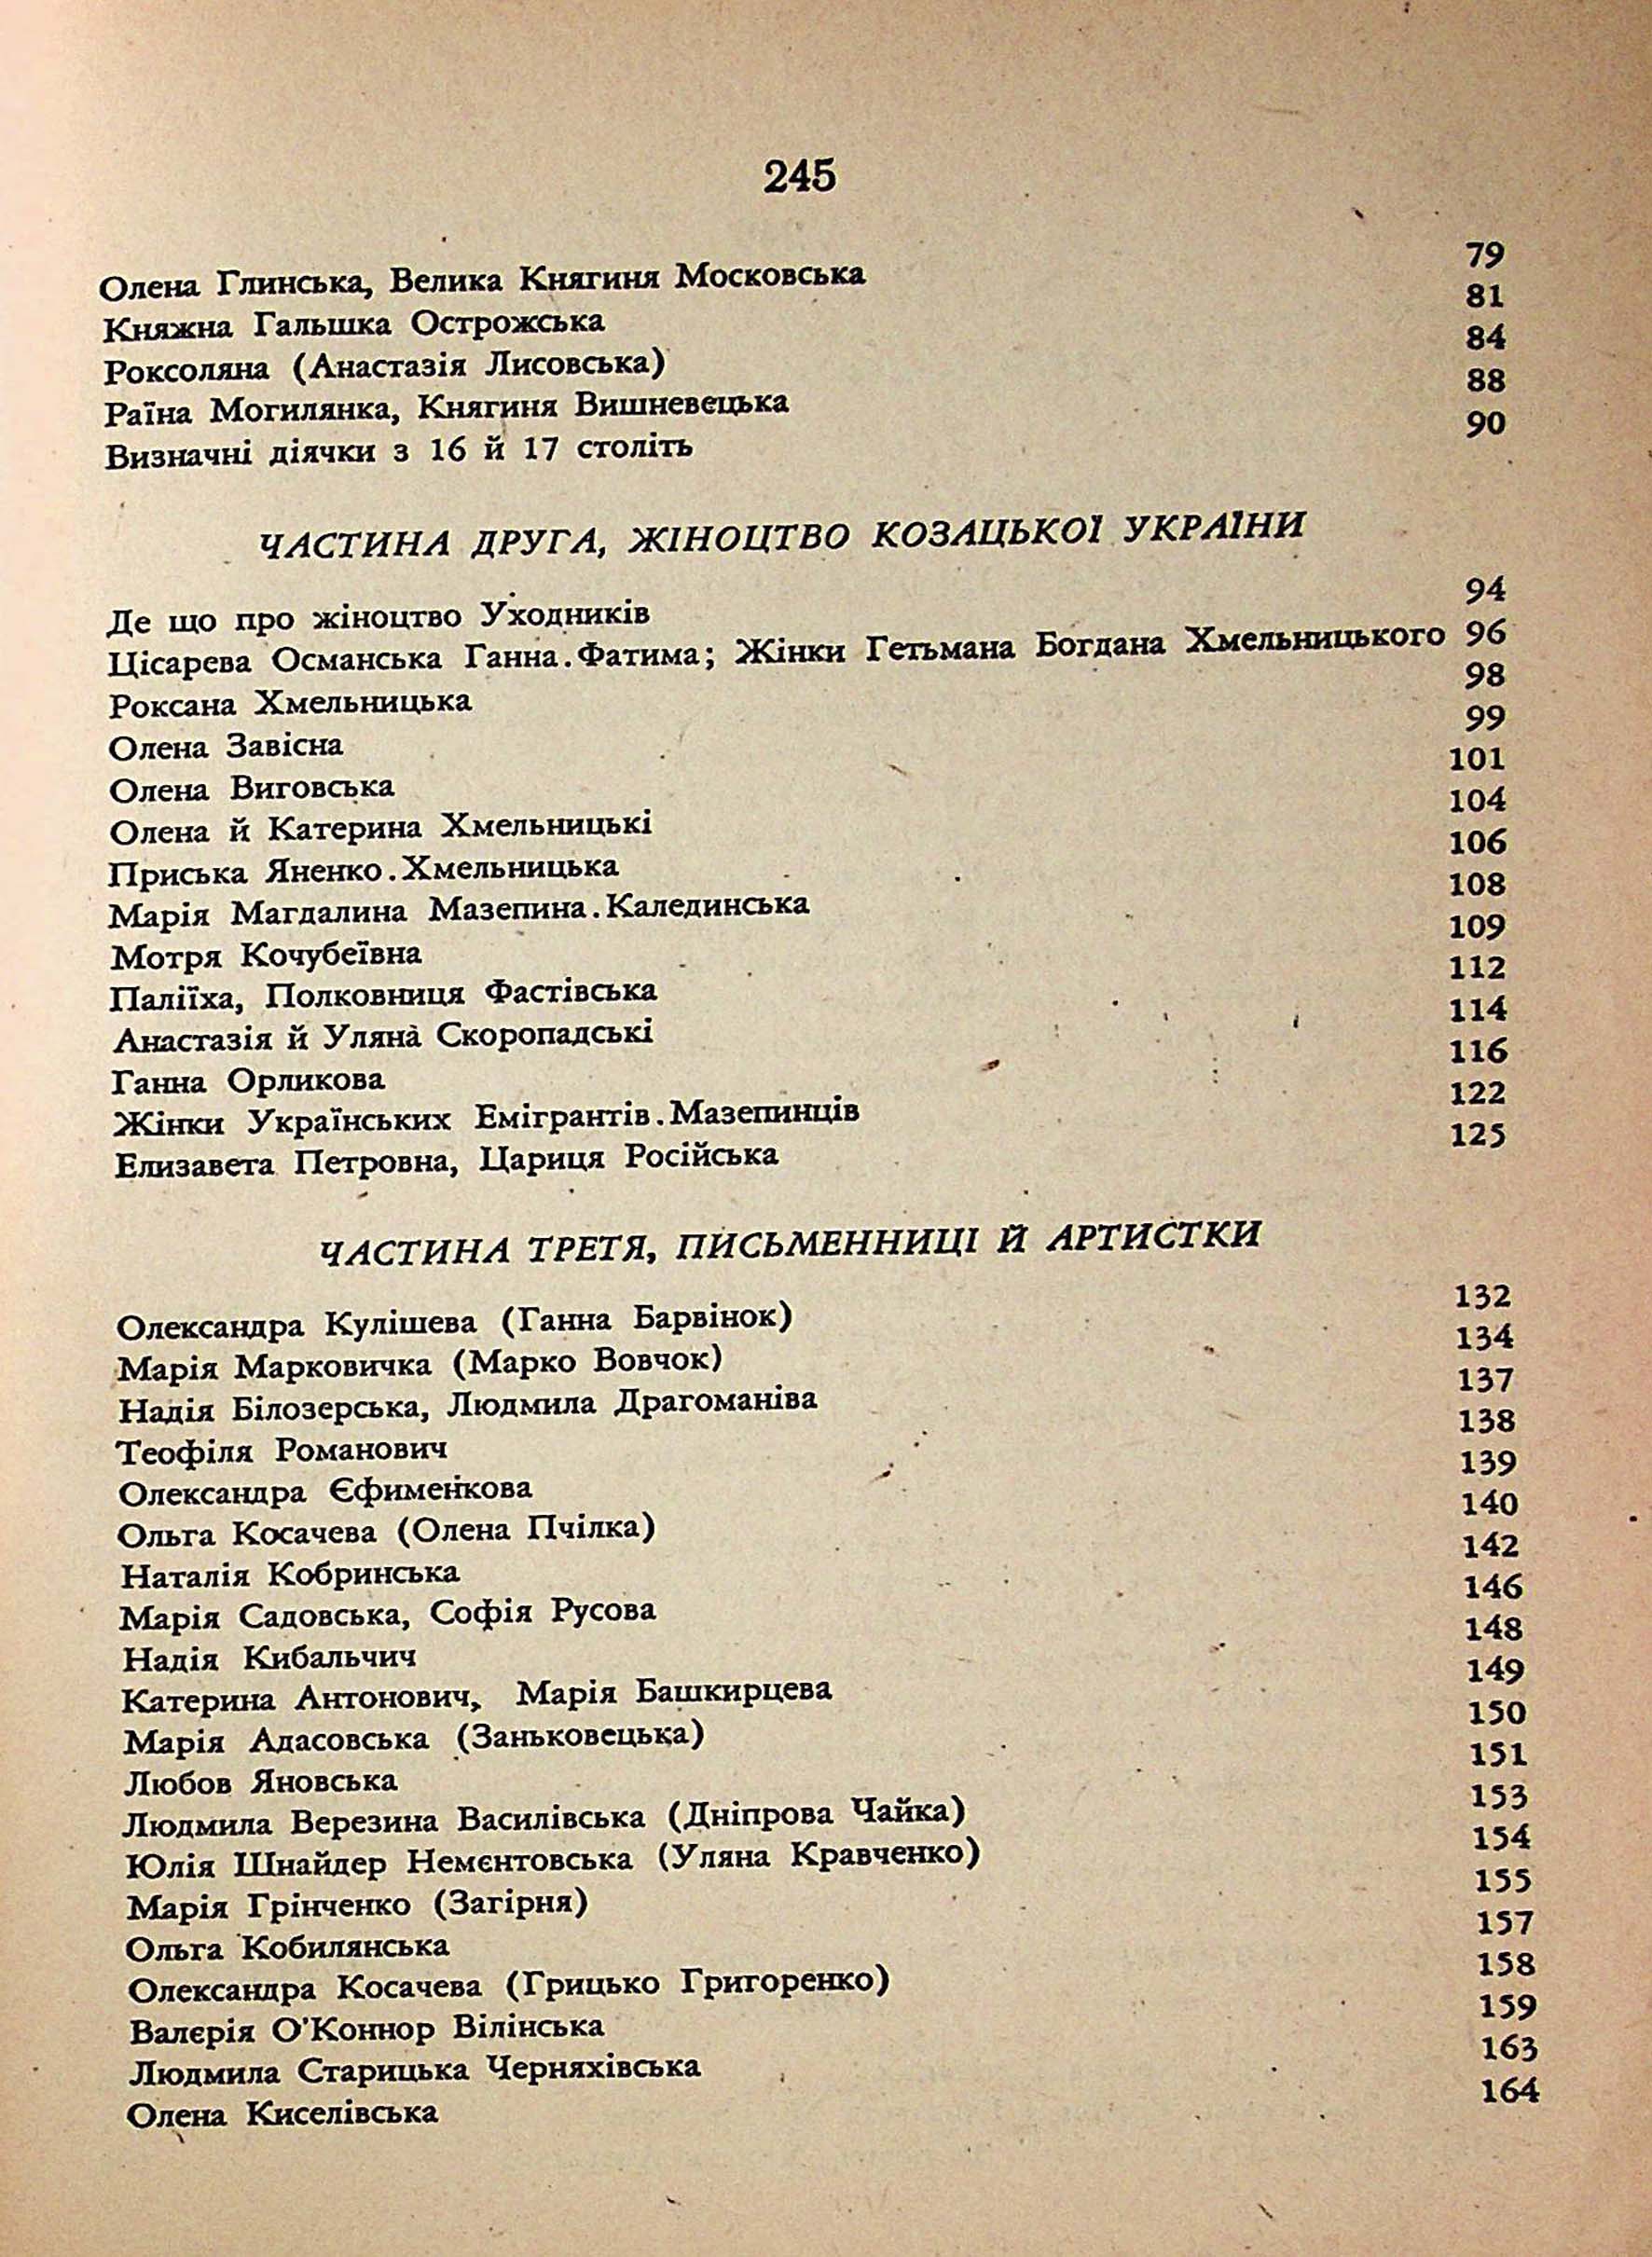 245
Олена Глинська, Велика Княгиня Московська 79
Княжна Гальшка Острожська 81
Роксоляна (Анастазія Лисовська) 84
Раїна Могилянка, Княгиня Вишневецька 88
Визначні діячки з 16 й 17 століть 90
ЧАСТИНА ДРУГА, ЖІНОЦТВО КОЗАЦЬКОЇ УКРАЇНИ
Де що про жіноцтво Уходників 94
Цісарева Османська Ганна.Фатима; Жінки Гетьмана Богдана Хмельницького 96
Роксана Хмельницька 98
Олена Завісна 99
Олена Виговська 101
Олена й Катерина Хмельницькі 104
Приська Яненко.Хмельницька 106
Марія Магдалина Мазепина.Калединська 108
Мотря Кочубеївна 109
Паліїха, Полковниця Фастівська 112
Анастазія й Уляна Скоропадські 114
Ганна Орликова 116
Жінки Українських Емігрантів.Мазепинців 122
Елизавета Петровна, Цариця Російська 125
ЧАСТИНА ТРЕТЯ, ПИСЬМЕННИЦІ Й АРТИСТКИ
Олександра Кулішева (Ганна Барвінок) 132
Марія Марковичка (Марко Вовчок) 134
Надія Білозерська, Людмила Драгоманіва 137
Теофіля Романович 138
Олександра Єфименкова 139
Ольга Косачева (Олена Пчілка) 140
Наталія Кобринська 142
Марія Садовська, Софія Русова 146
Надія Кибальчич 148
Катерина Антонович, Марія Башкирцева 149
Марія Адасовська (Заньковецька) 150
Любов Яновська 151
Людмила Верезина Василівська (Дніпрова Чайка) 153
Юлія Шнайдер Нементовська (Уляна Кравченко) 154
Марія Грінченко (Загірня) 155
Ольга Кобилянська 157
Олександра Косачева (Грицько Григоренко) 158
Валерія О'Коннор Вілінська 159
Людмила Старицька Черняхівська 163
Олена Киселівська 164